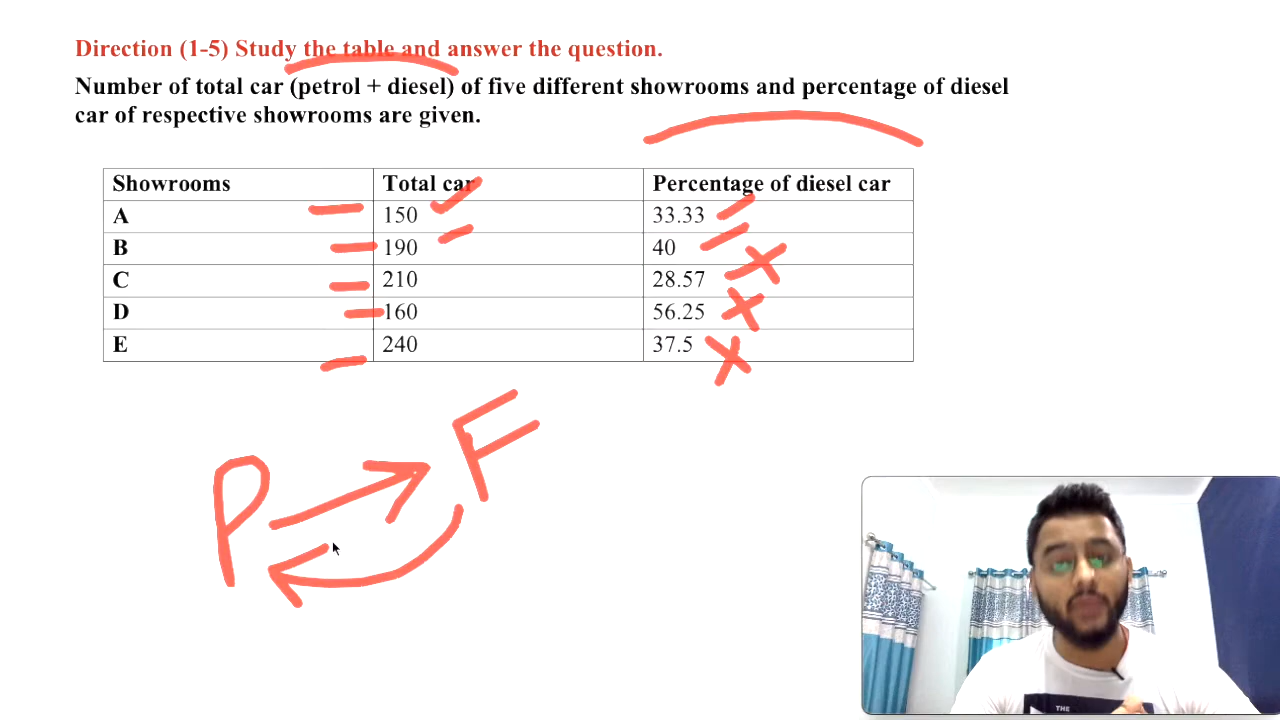 Direction (1-5) Study the table and answer the question.
Number of total car (petrol + diesel) of five different showrooms and percentage of diesel
car of respective showrooms are given.
Showrooms Total car Percentage of diesel car
A 150 33.33
B 190 40
C 210 28.57
D 160 56.25
E 240 37.5
P F
THE